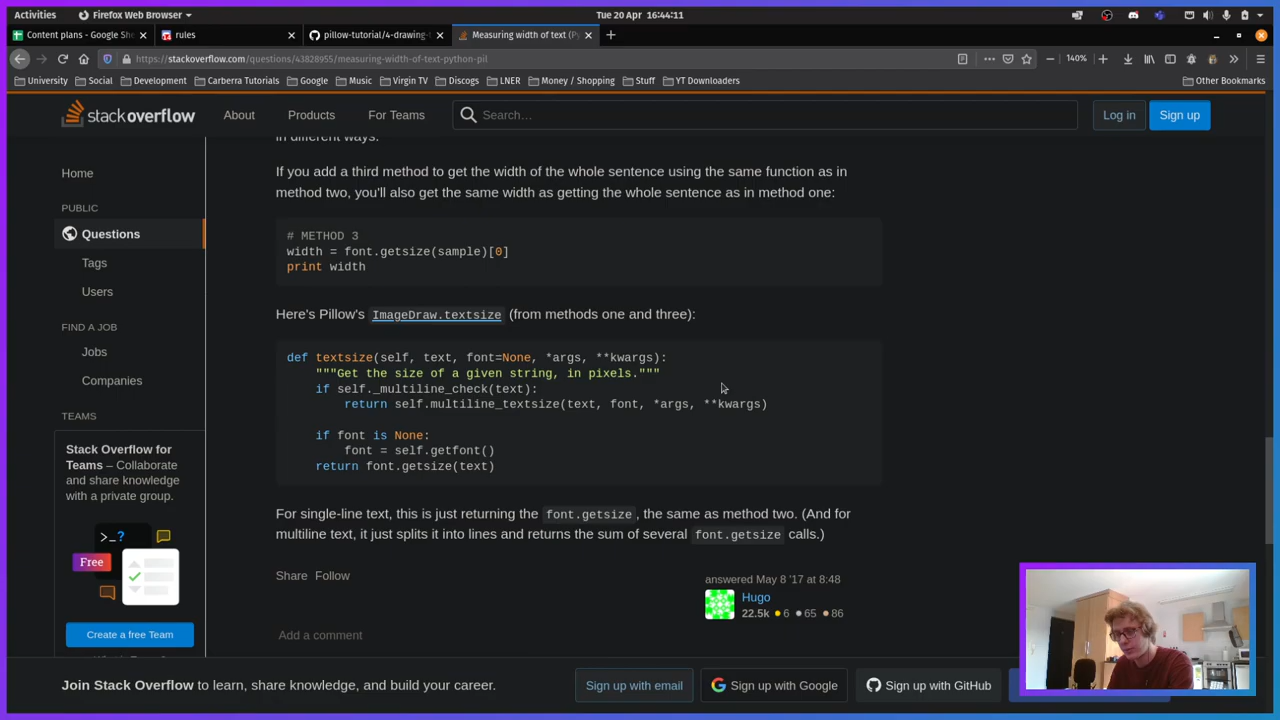 Activities
Firefox Web Browser
Tue 20 Apr 16:44:11
Content plans - Google She
rules
pillow-tutorial/4-drawing-t
Measuring width of text (Py
https://stackoverflow.com/questions/43828955/measuring-width-of-text-python-pil
140%
University
Social
Development
Carberra Tutorials
Google
Music
Virgin TV
Discogs
LNER
Money / Shopping
Stuff
YT Downloaders
Other Bookmarks
stackoverflow
About
Products
For Teams
Search...
Log in
Sign up
Home
PUBLIC
Questions
Tags
Users
FIND A JOB
Jobs
Companies
TEAMS
Stack Overflow for
Teams – Collaborate
and share knowledge
with a private group.
>_?
Free
Create a free Team
in different ways.
If you add a third method to get the width of the whole sentence using the same function as in
method two, you'll also get the same width as getting the whole sentence as in method one:
# METHOD 3
width = font.getsize(sample)[0]
print width
Here's Pillow's ImageDraw.textsize (from methods one and three):
def textsize(self, text, font=None, *args, **kwargs):
"""Get the size of a given string, in pixels."""
if self._multiline_check(text):
return self.multiline_textsize(text, font, *args, **kwargs)
if font is None:
font = self.getfont()
return font.getsize(text)
For single-line text, this is just returning the font.getsize, the same as method two. (And for
multiline text, it just splits it into lines and returns the sum of several font.getsize calls.)
Share Follow
answered May 8 '17 at 8:48
Hugo
22.5k 6 65 86
Add a comment
Join Stack Overflow to learn, share knowledge, and build your career.
Sign up with email
Sign up with Google
Sign up with GitHub